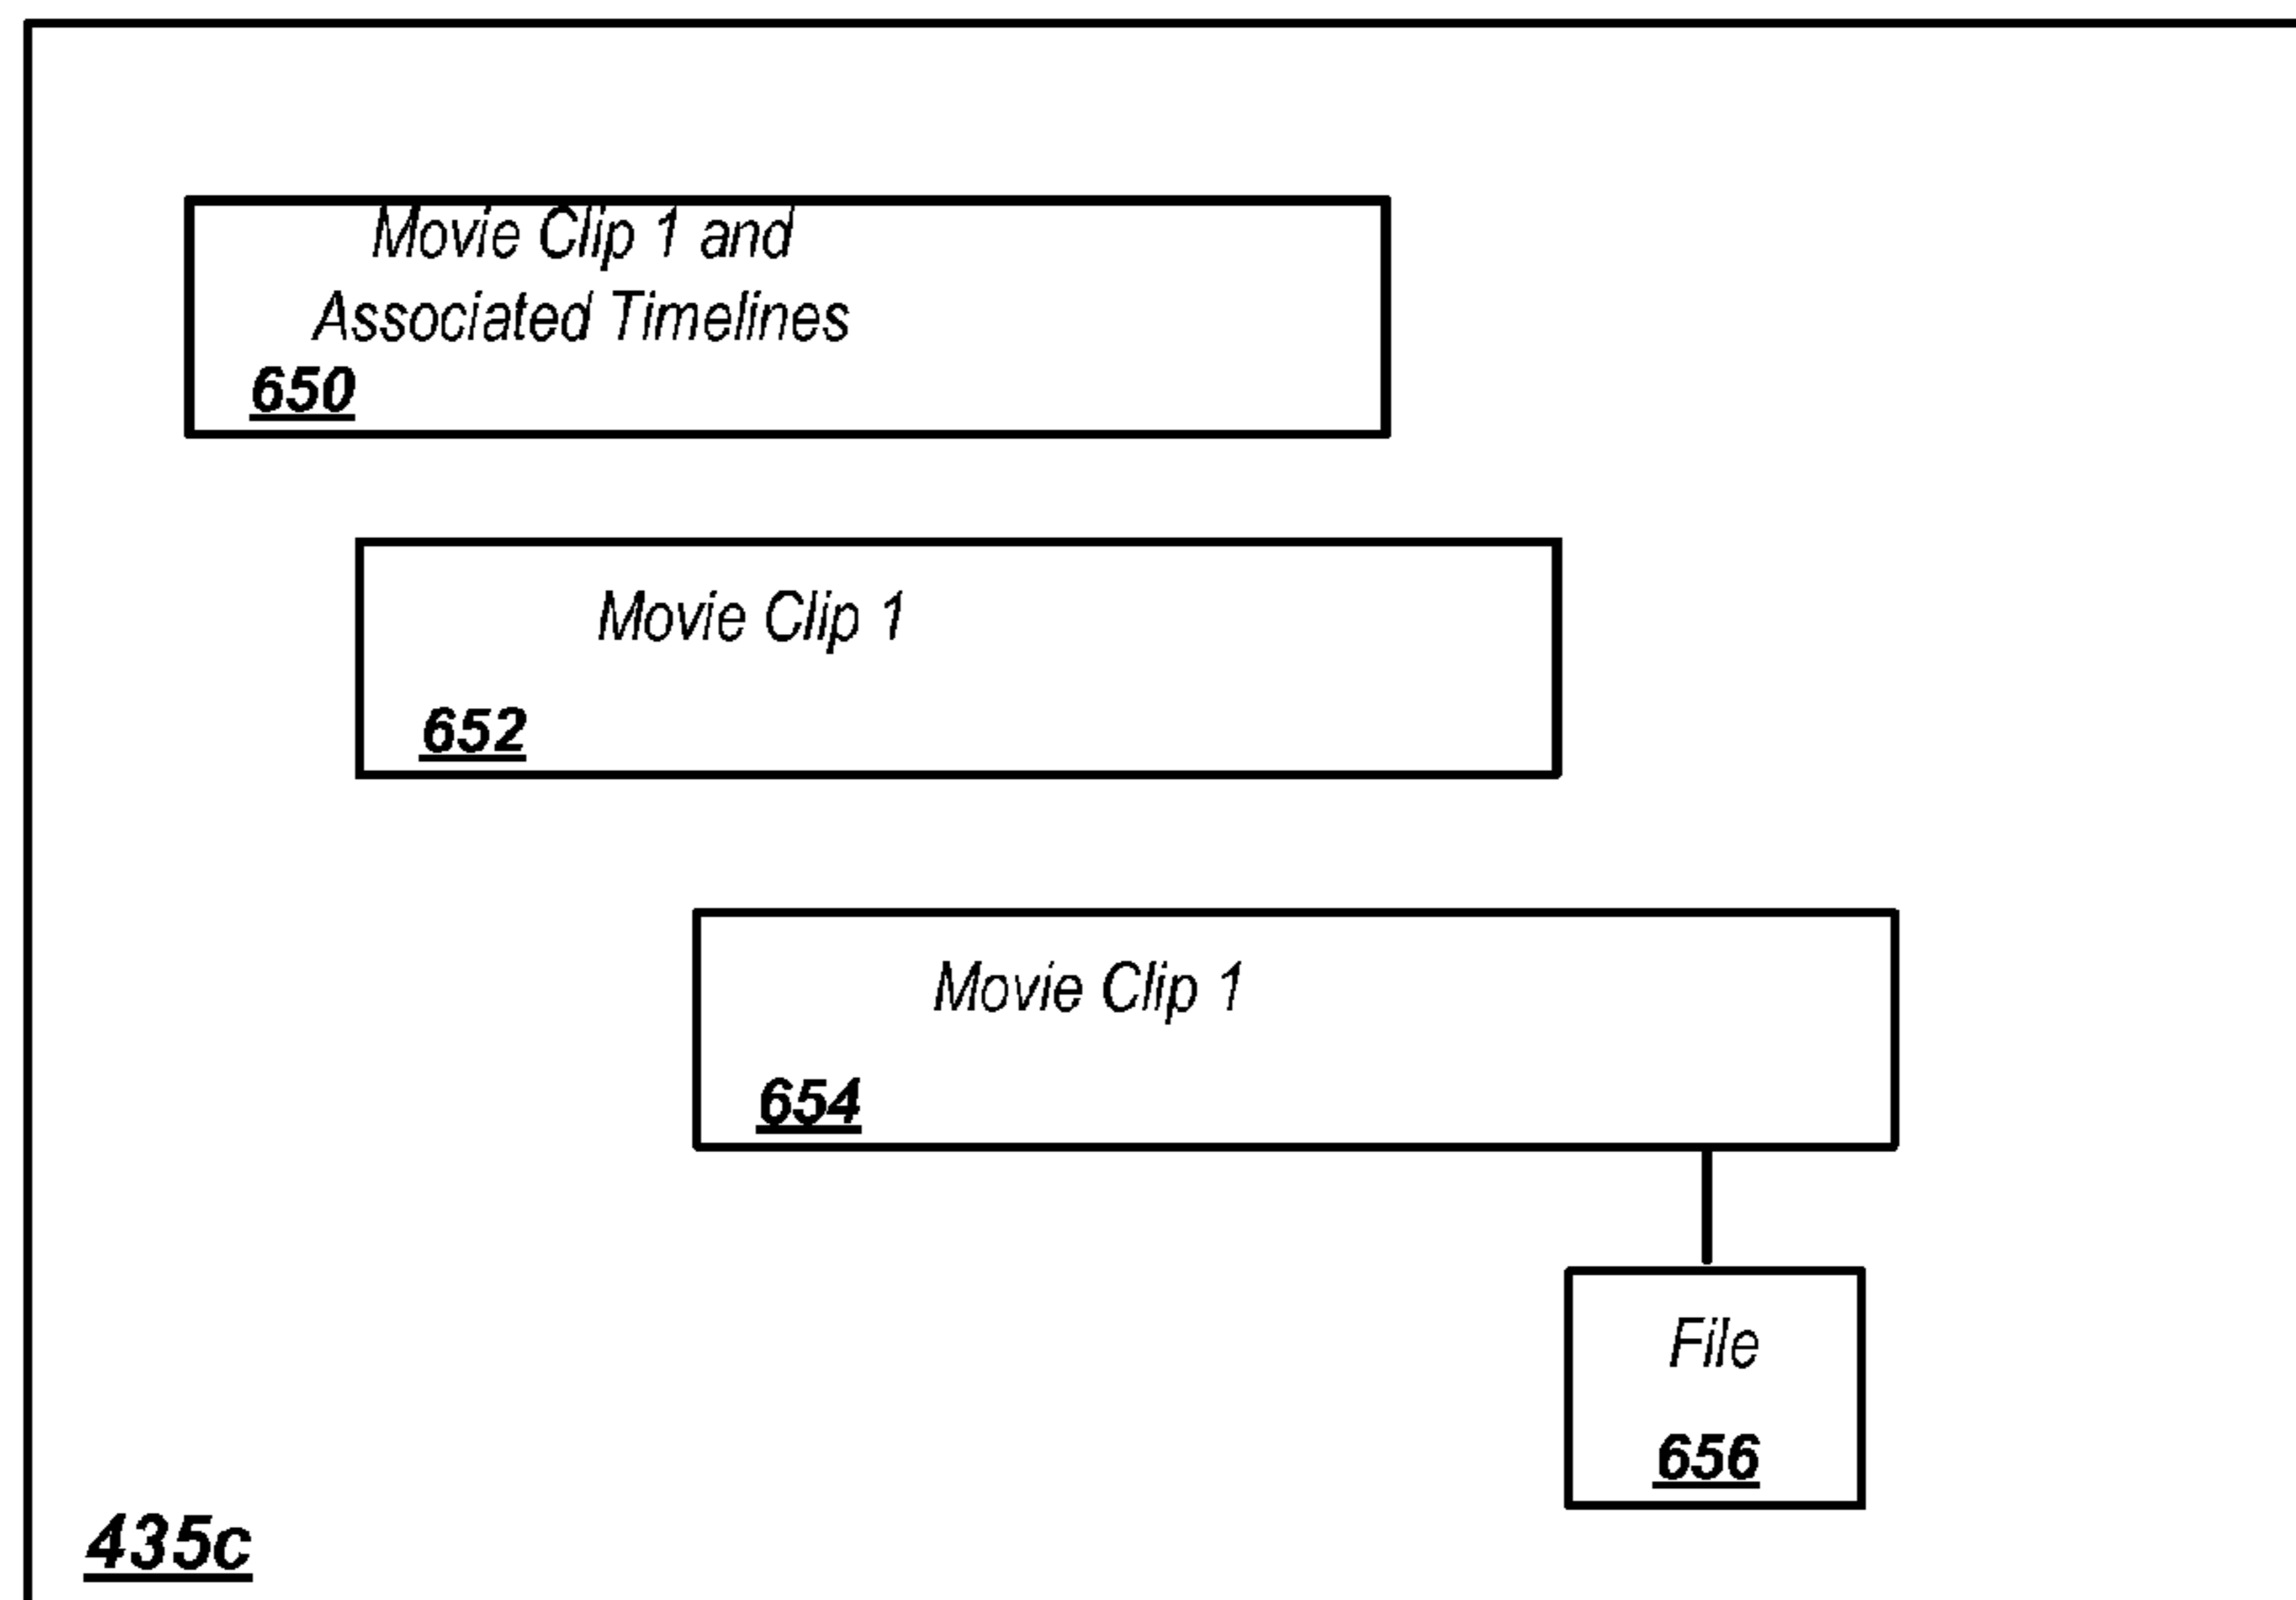 Movie Clip 1 and
Associated Timelines
650
Movie Clip 1
652
Movie Clip 1
654
File
656
435c